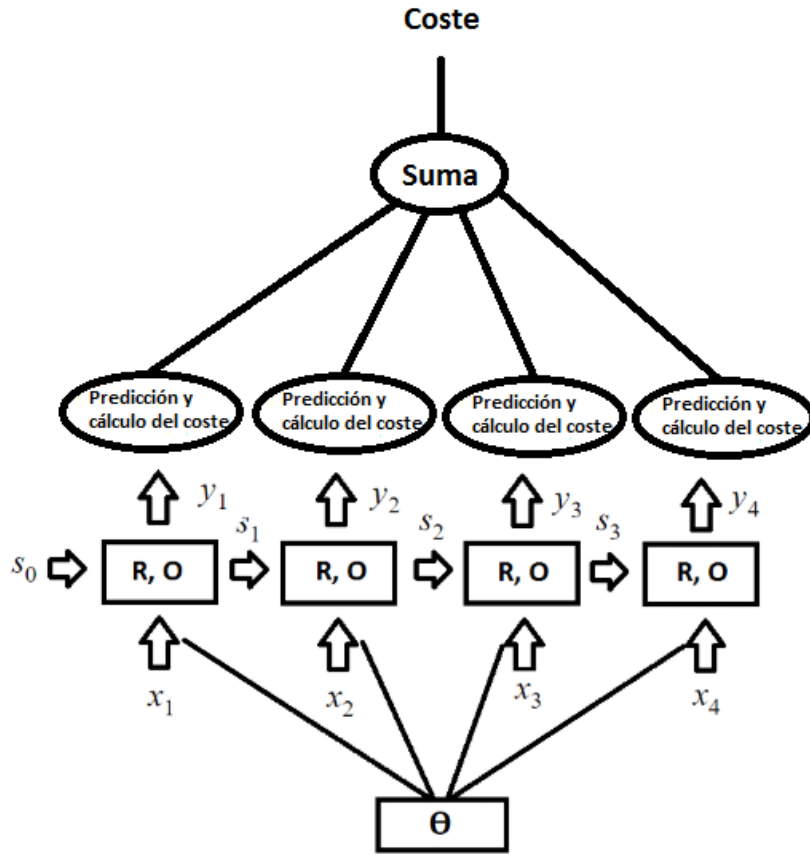 Coste
Suma
Predicción y
cálculo del coste
Predicción y
cálculo del coste
Predicción y
cálculo del coste
Predicción y
cálculo del coste
y₁
y₂
y₃
y₄
s₀
s₁
s₂
s₃
R, O
R, O
R, O
R, O
x₁
x₂
x₃
x₄
Ө